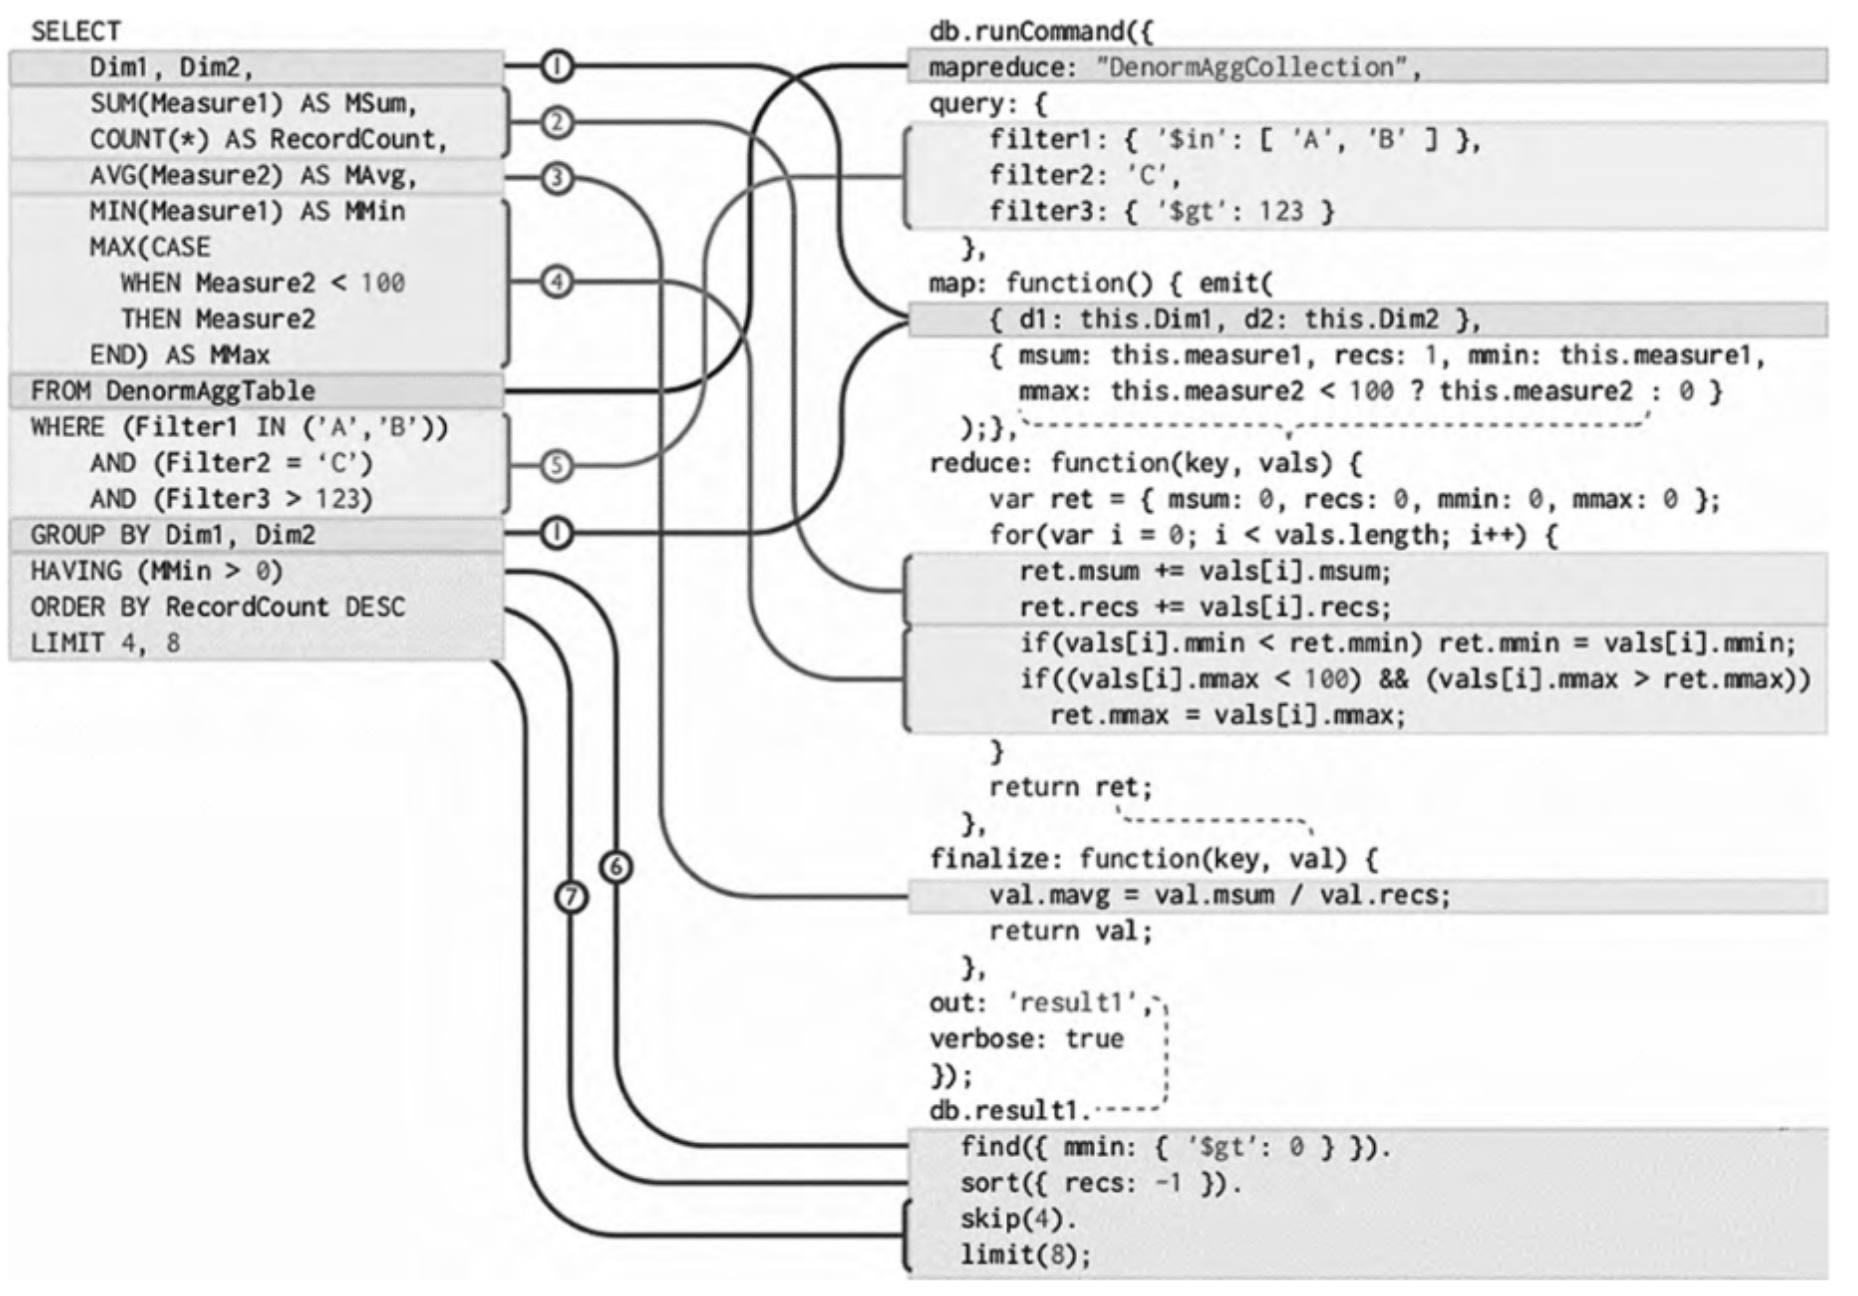 SELECT
Dim1, Dim2,
SUM(Measure1) AS MSum,
COUNT(*) AS RecordCount,
AVG(Measure2) AS MAvg,
MIN(Measure1) AS MMin
MAX(CASE
WHEN Measure2 < 100
THEN Measure2
END) AS MMax
FROM DenormAggTable
WHERE (Filter1 IN ('A','B'))
AND (Filter2 = ‘C’)
AND (Filter3 > 123)
GROUP BY Dim1, Dim2
HAVING (MMin > 0)
ORDER BY RecordCount DESC
LIMIT 4, 8
1
2
3
4
5
1
6
7
db.runCommand({
mapreduce: "DenormAggCollection",
query: {
filter1: { '$in': [ 'A', 'B' ] },
filter2: 'C',
filter3: { '$gt': 123 }
},
map: function() { emit(
{ d1: this.Dim1, d2: this.Dim2 },
{ msum: this.measure1, recs: 1, mmin: this.measure1,
mmax: this.measure2 < 100 ? this.measure2 : 0 }
);},
reduce: function(key, vals) {
var ret = { msum: 0, recs: 0, mmin: 0, mmax: 0 };
for(var i = 0; i < vals.length; i++) {
ret.msum += vals[i].msum;
ret.recs += vals[i].recs;
if(vals[i].mmin < ret.mmin) ret.mmin = vals[i].mmin;
if((vals[i].mmax < 100) && (vals[i].mmax > ret.mmax))
ret.mmax = vals[i].mmax;
}
return ret;
},
finalize: function(key, val) {
val.mavg = val.msum / val.recs;
return val;
},
out: 'result1',
verbose: true
});
db.result1.
find({ mmin: { '$gt': 0 } }).
sort({ recs: -1 }).
skip(4).
limit(8);